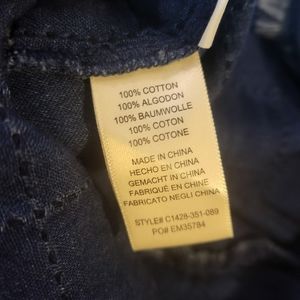 100% COTTON
100% ALGODON
100% BAUMWOLLE
100% COTON
100% COTONE
MADE IN CHINA
HECHO EN CHINA
GEMACHT IN CHINA
FABRIQUÉ EN CHINE
FABRICATO NEGLI CHINA
STYLE# C1428-351-089
PO# EM35784